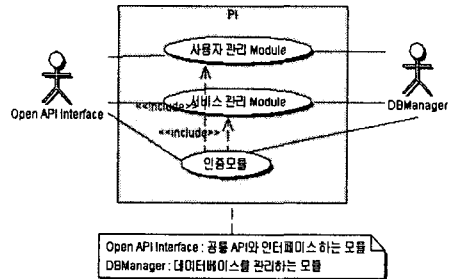 PI
사용자 관리 Module
<<include>>
서비스 관리 Module
Open API Interface
DBManager
<<include>>
인증모듈
Open API Interface : 공통 API와 인터페이스 하는 모듈
DBManager : 데이터베이스를 관리하는 모듈